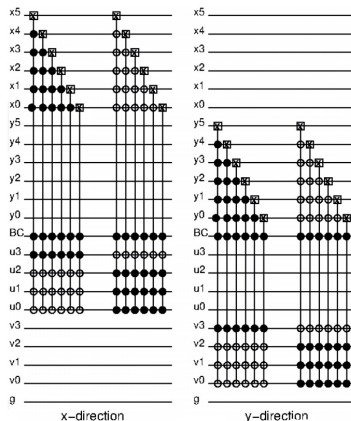 x5
x4
x3
x2
x1
x0
y5
y4
y3
y2
y1
y0
BC
u3
u2
u1
u0
v3
v2
v1
v0
g
x-direction
x5
x4
x3
x2
x1
x0
y5
y4
y3
y2
y1
y0
BC
u3
u2
u1
u0
v3
v2
v1
v0
g
y-direction